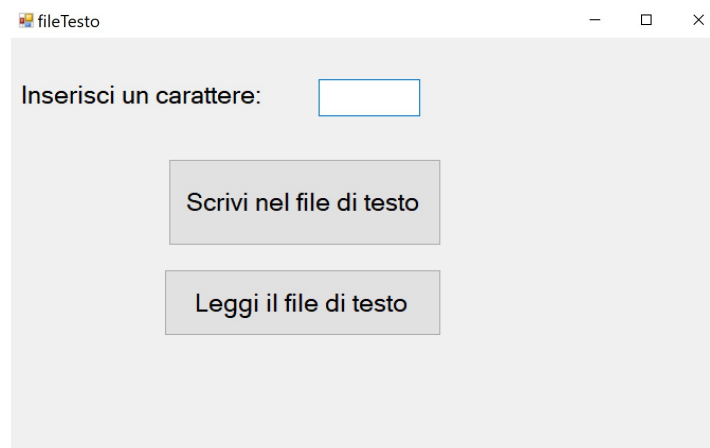 fileTesto
Inserisci un carattere:
Scrivi nel file di testo
Leggi il file di testo